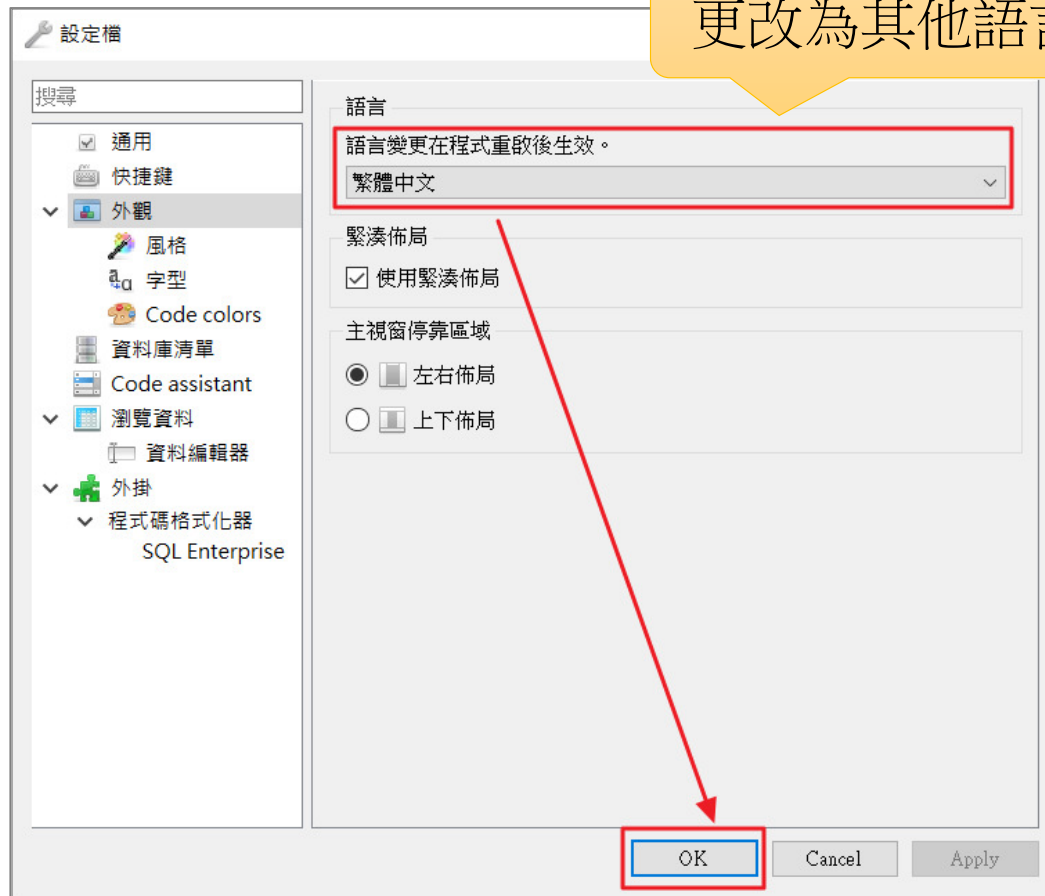 更改為其他語言
設定檔
搜尋
通用
快捷鍵
外觀
風格
字型
Code colors
資料庫清單
Code assistant
瀏覽資料
資料編輯器
外掛
程式碼格式化器
SQL Enterprise
語言
語言變更在程式重啟後生效。
繁體中文
緊湊佈局
使用緊湊佈局
主視窗停靠區域
左右佈局
上下佈局
OK
Cancel
Apply